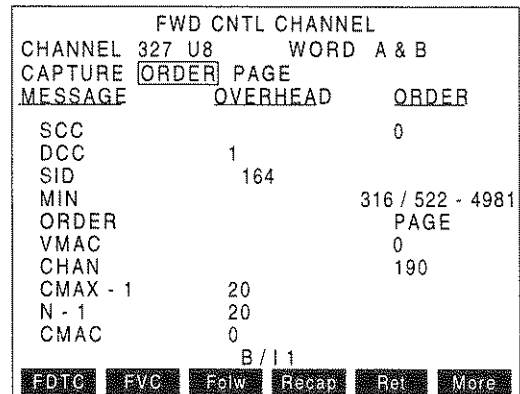 FWD CNTL CHANNEL
CHANNEL 327 U8 WORD A & B
CAPTURE ORDER PAGE
MESSAGE OVERHEAD ORDER
SCC 0
DCC 1
SID 164
MIN 316 / 522 - 4981
ORDER PAGE
VMAC 0
CHAN 190
CMAX - 1 20
N - 1 20
CMAC 0
B / I 1
FDTC FVC Folw Recap Ret More